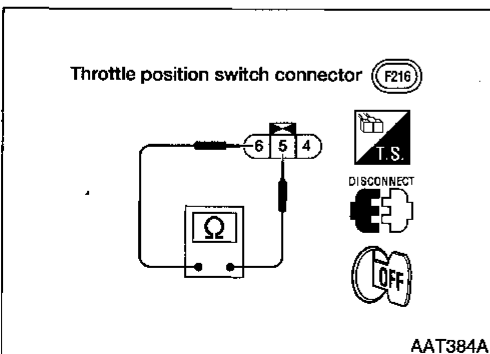 Throttle position switch connector F216
6 5 4
T.S.
DISCONNECT
Ω
OFF
AAT384A